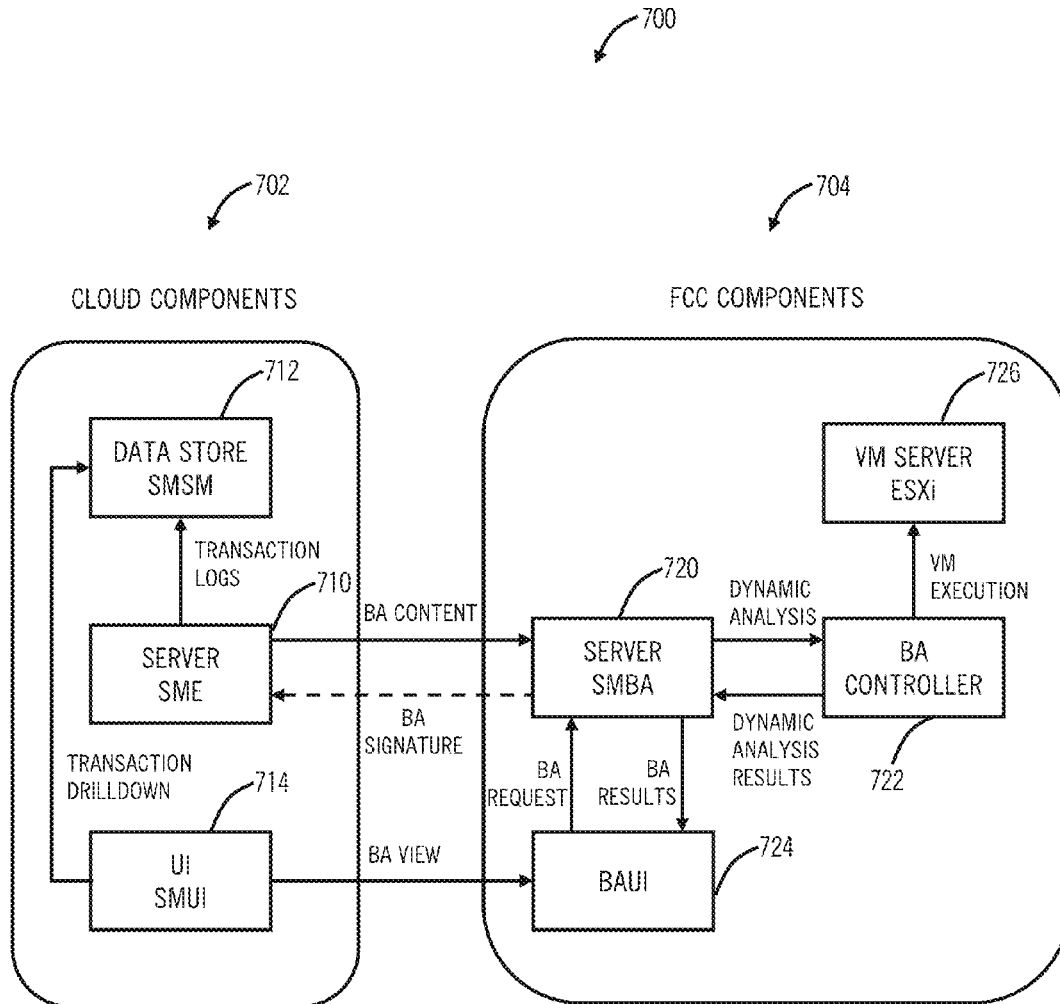 700
702
704
CLOUD COMPONENTS
FCC COMPONENTS
712
DATA STORE
SMSM
726
VM SERVER
ESXi
TRANSACTION
LOGS
710
SERVER
SME
BA CONTENT
BA
SIGNATURE
720
SERVER
SMBA
DYNAMIC
ANALYSIS
DYNAMIC
ANALYSIS
RESULTS
VM
EXECUTION
BA
CONTROLLER
722
TRANSACTION
DRILLDOWN
714
UI
SMUI
BA VIEW
BA
REQUEST
BA
RESULTS
BAUI
724